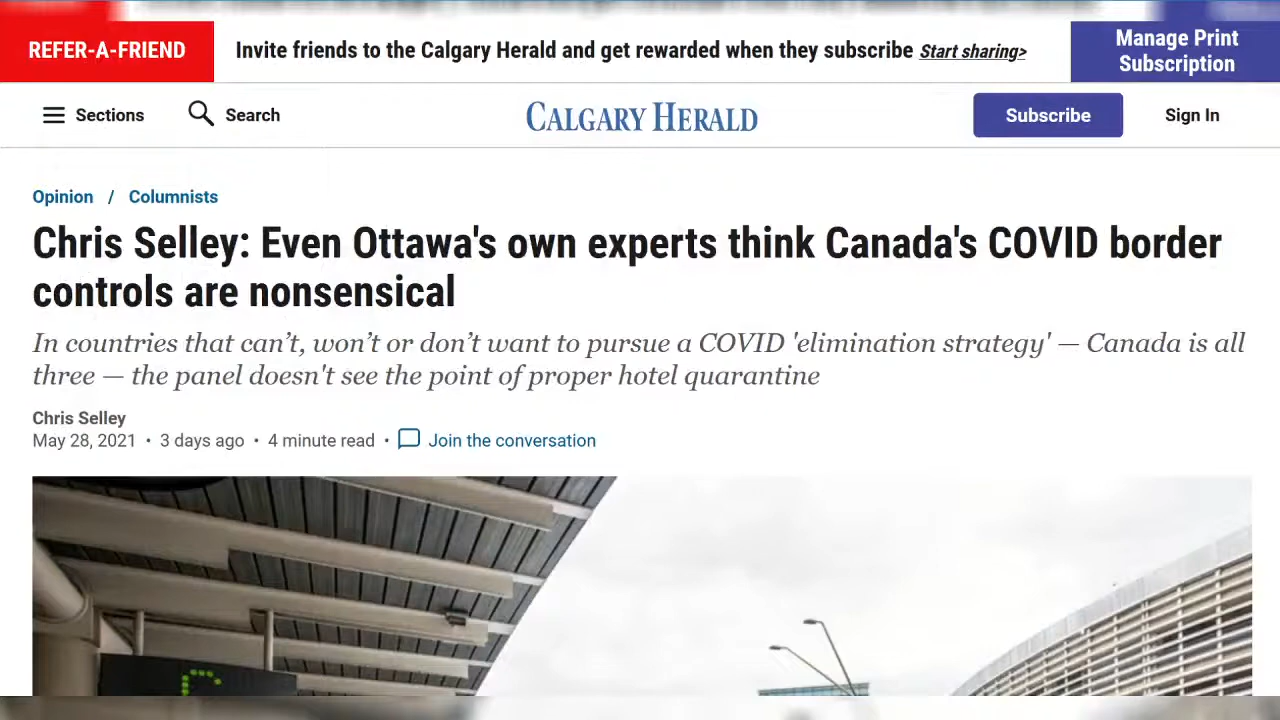 REFER-A-FRIEND
Invite friends to the Calgary Herald and get rewarded when they subscribe Start sharing>
Manage Print
Subscription
Sections
Search
CALGARY HERALD
Subscribe
Sign In
Opinion / Columnists
Chris Selley: Even Ottawa's own experts think Canada's COVID border
controls are nonsensical
In countries that can’t, won’t or don’t want to pursue a COVID 'elimination strategy' — Canada is all
three — the panel doesn't see the point of proper hotel quarantine
Chris Selley
May 28, 2021 • 3 days ago • 4 minute read • Join the conversation